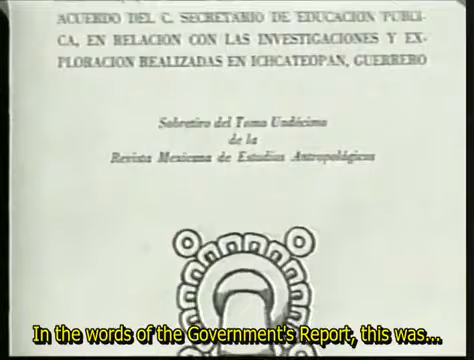 ACUERDO DEL C. SECRETARIO DE EDUCACION PUBLI-
CA, EN RELACION CON LAS INVESTIGACIONES Y EX-
PLORACION REALIZADAS EN ICHCATEOPAN, GUERRERO
Sobretiro del Tomo Undécimo
de la
Revista Mexicana de Estudios Antropológicos
In the words of the Government's Report, this was...